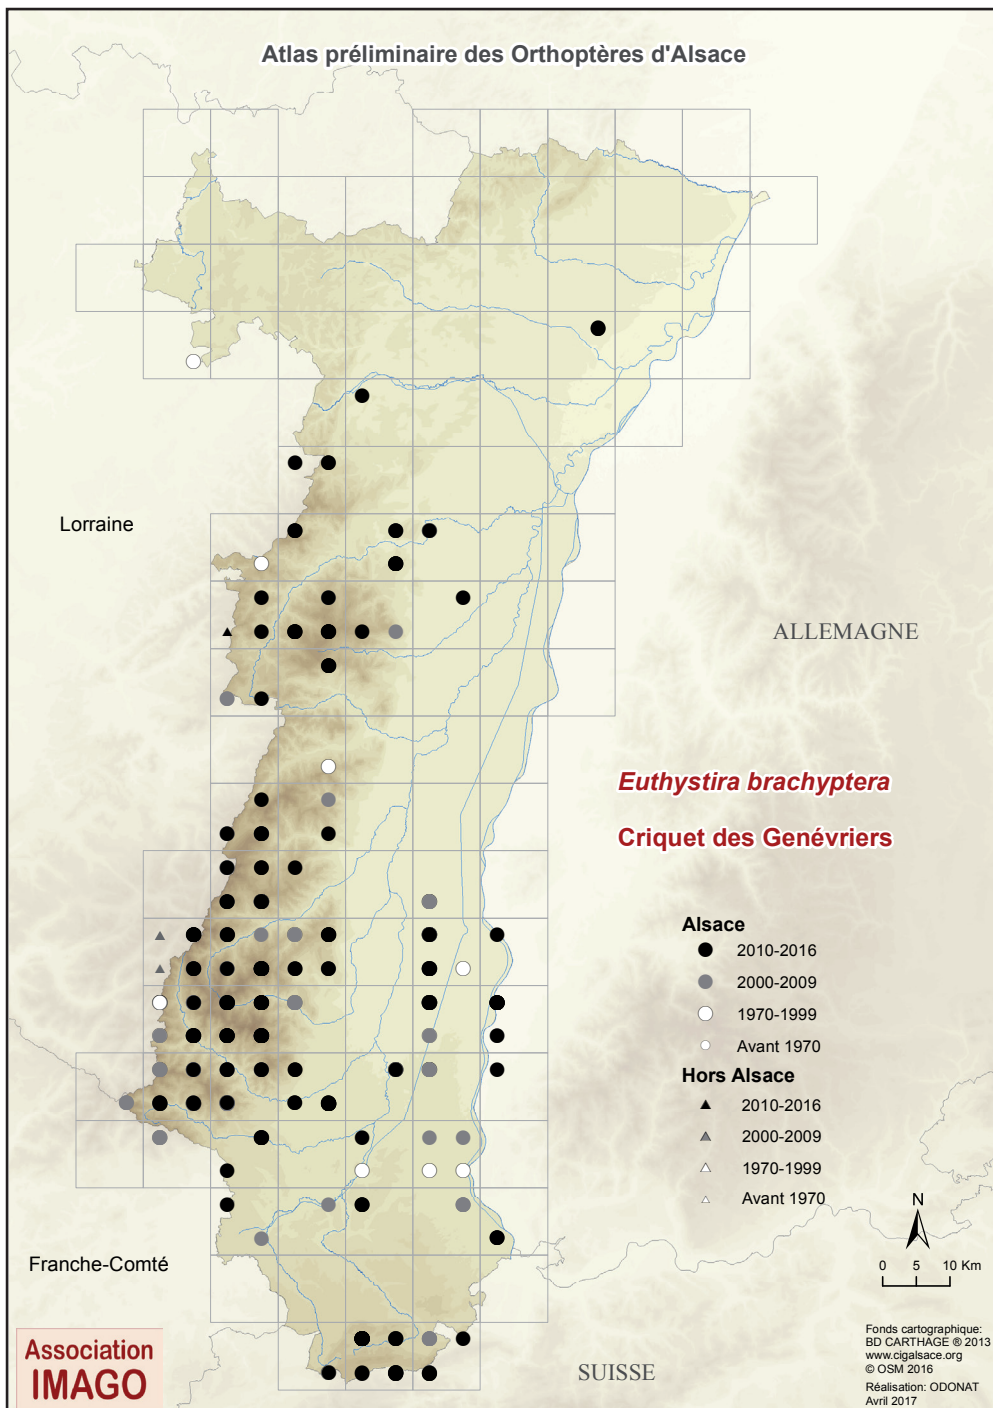 Atlas préliminaire des Orthoptères d'Alsace
Lorraine
ALLEMAGNE
Euthystira brachyptera
Criquet des Genévriers
Alsace
2010-2016
2000-2009
1970-1999
Avant 1970
Hors Alsace
2010-2016
2000-2009
1970-1999
Avant 1970
N
0 5 10 Km
Franche-Comté
SUISSE
Association
IMAGO
Fonds cartographique:
BD CARTHAGE ® 2013
www.cigalsace.org
© OSM 2016
Réalisation: ODONAT
Avril 2017